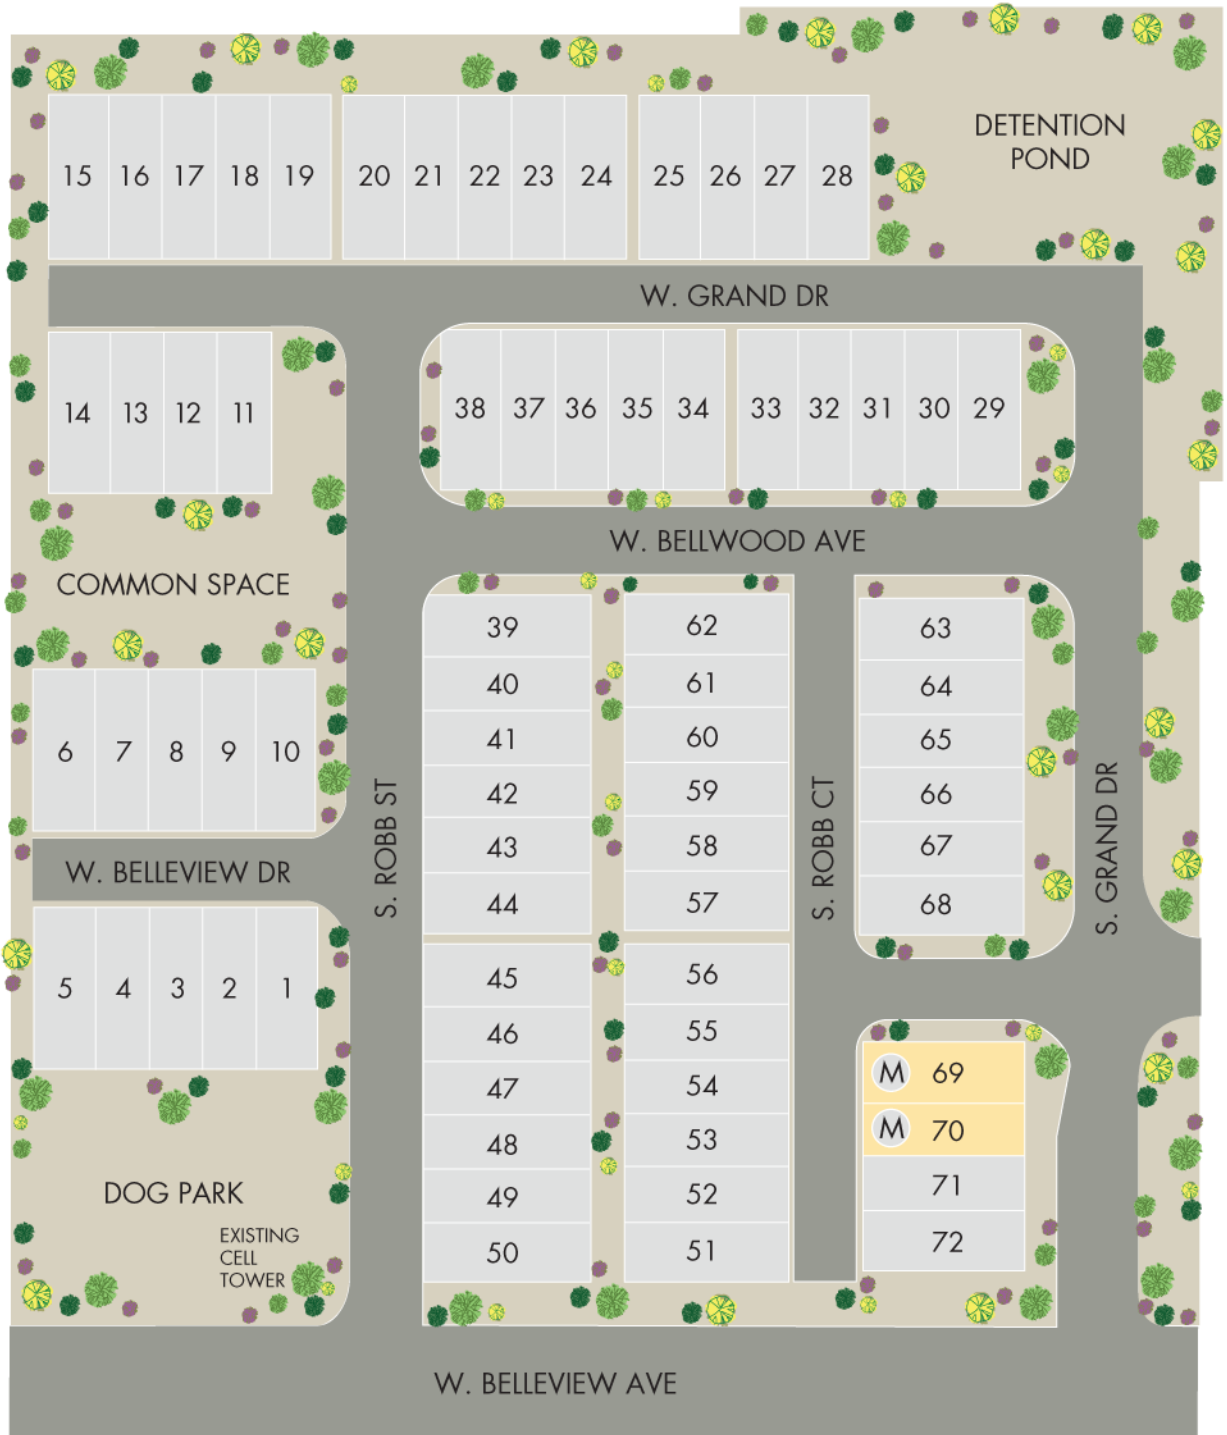 DETENTION
POND
15 16 17 18 19 20 21 22 23 24 25 26 27 28
W. GRAND DR
14 13 12 11
38 37 36 35 34 33 32 31 30 29
W. BELLWOOD AVE
COMMON SPACE
39
40
41
42
43
44
45
46
47
48
49
50
62
61
60
59
58
57
56
55
54
53
52
51
63
64
65
66
67
68
6 7 8 9 10
S. ROBB ST
S. ROBB CT
S. GRAND DR
W. BELLEVIEW DR
5 4 3 2 1
M 69
M 70
71
72
DOG PARK
EXISTING
CELL
TOWER
W. BELLEVIEW AVE